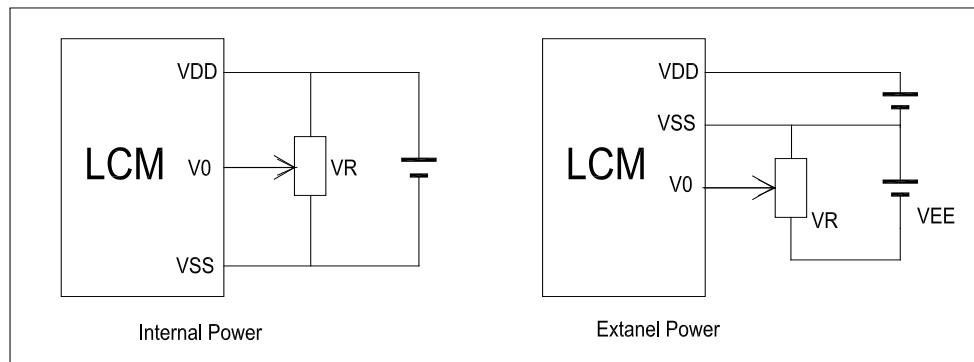 VDD
LCM
V0
VR
VSS
Internal Power
VDD
VSS
LCM
V0
VR
VEE
Extanel Power